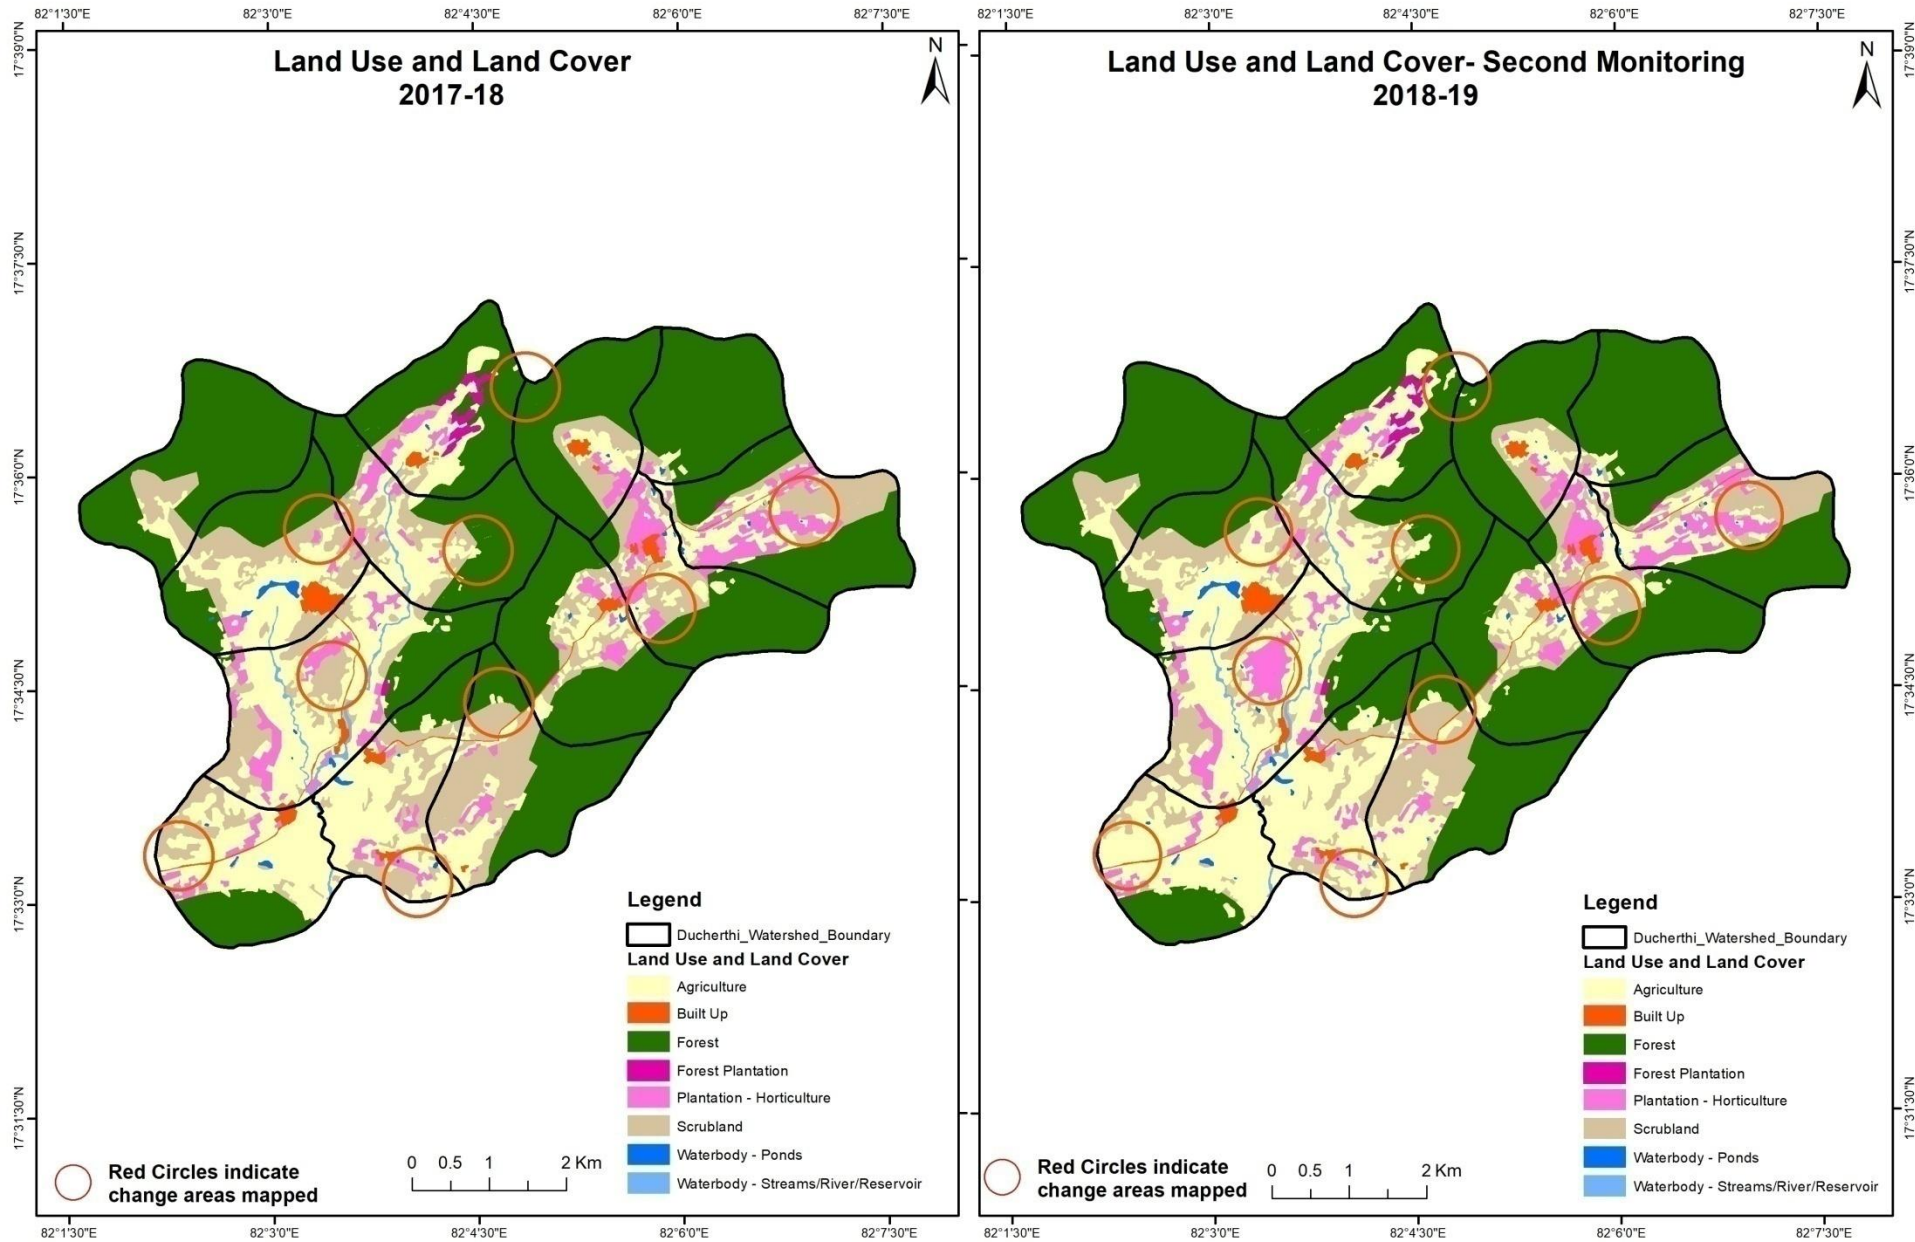 82°1'30"E 82°3'0"E 82°4'30"E 82°6'0"E 82°7'30"E
17°39'0"N
17°37'30"N
17°36'0"N
17°34'30"N
17°33'0"N
17°31'30"N
Land Use and Land Cover
2017-18
N
Legend
Ducherthi_Watershed_Boundary
Land Use and Land Cover
Agriculture
Built Up
Forest
Forest Plantation
Plantation - Horticulture
Scrubland
Waterbody - Ponds
Waterbody - Streams/River/Reservoir
Red Circles indicate
change areas mapped
0 0.5 1 2 Km
82°1'30"E 82°3'0"E 82°4'30"E 82°6'0"E 82°7'30"E
82°1'30"E 82°3'0"E 82°4'30"E 82°6'0"E 82°7'30"E
Land Use and Land Cover- Second Monitoring
2018-19
N
17°39'0"N
17°37'30"N
17°36'0"N
17°34'30"N
17°33'0"N
17°31'30"N
Legend
Ducherthi_Watershed_Boundary
Land Use and Land Cover
Agriculture
Built Up
Forest
Forest Plantation
Plantation - Horticulture
Scrubland
Waterbody - Ponds
Waterbody - Streams/River/Reservoir
Red Circles indicate
change areas mapped
0 0.5 1 2 Km
82°1'30"E 82°3'0"E 82°4'30"E 82°6'0"E 82°7'30"E